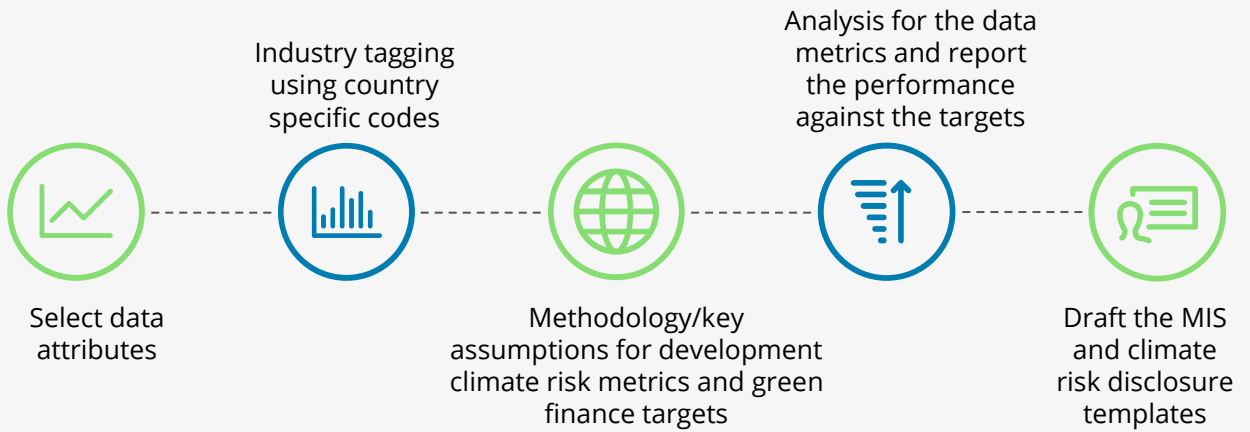 Select data
attributes
Industry tagging
using country
specific codes
Methodology/key
assumptions for development
climate risk metrics and green
finance targets
Analysis for the data
metrics and report
the performance
against the targets
Draft the MIS
and climate
risk disclosure
templates